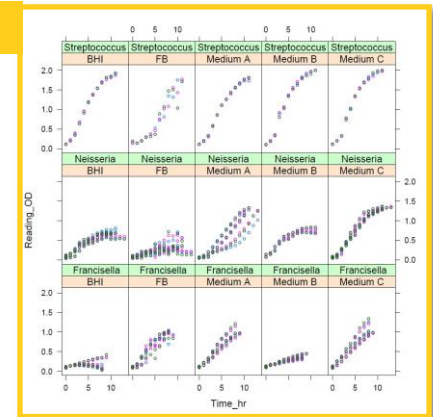 0 5 10 0 5 10
Streptococcus Streptococcus Streptococcus Streptococcus Streptococcus
BHI FB Medium A Medium B Medium C
2.0
1.5
1.0
0.5
0.0
Neisseria Neisseria Neisseria Neisseria Neisseria
BHI FB Medium A Medium B Medium C
2.0
1.5
1.0
0.5
0.0
Reading_OD
Francisella Francisella Francisella Francisella Francisella
BHI FB Medium A Medium B Medium C
2.0
1.5
1.0
0.5
0.0
0 5 10 0 5 10 0 5 10
Time_hr